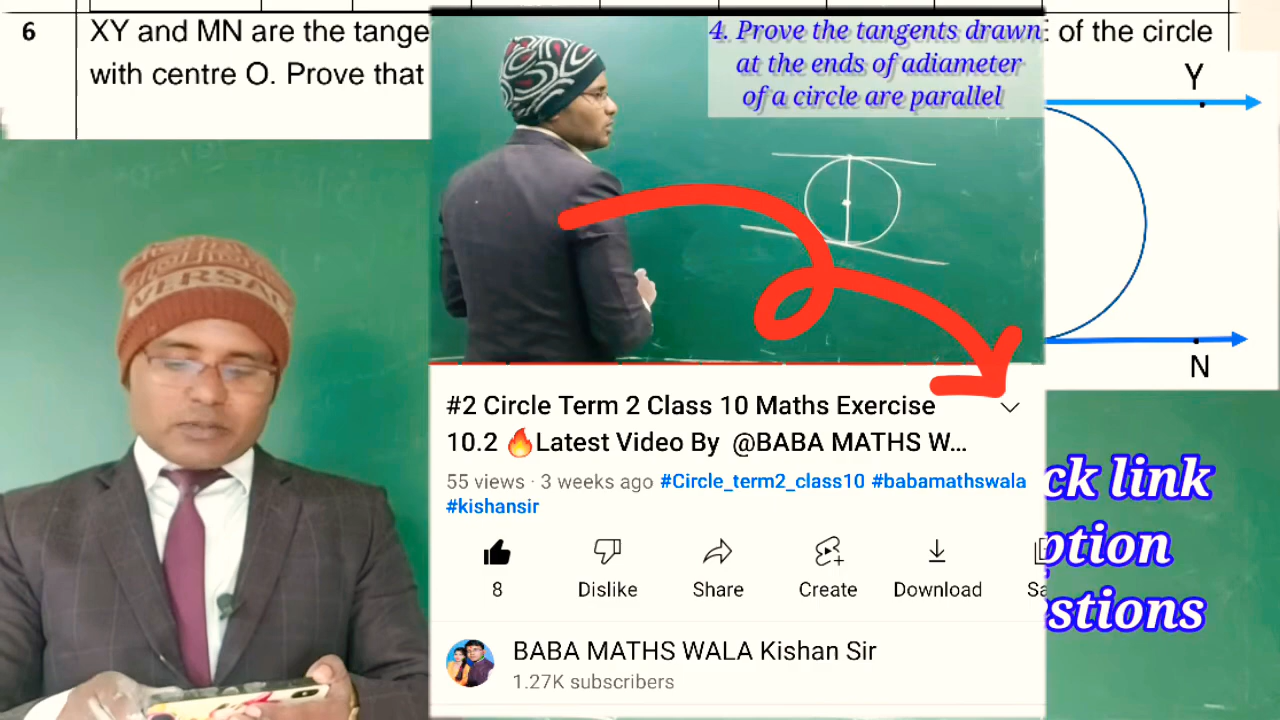 6
XY and MN are the tange
: of the circle
with centre O. Prove that
4. Prove the tangents drawn
at the ends of adiameter
of a circle are parallel
Y
N
VERSAL
#2 Circle Term 2 Class 10 Maths Exercise
10.2 🔥Latest Video By @BABA MATHS W...
55 views · 3 weeks ago #Circle_term2_class10 #babamathswala
#kishansir
8
Dislike
Share
Create
Download
Sa
BABA MATHS WALA Kishan Sir
1.27K subscribers
ck link
ption
estions